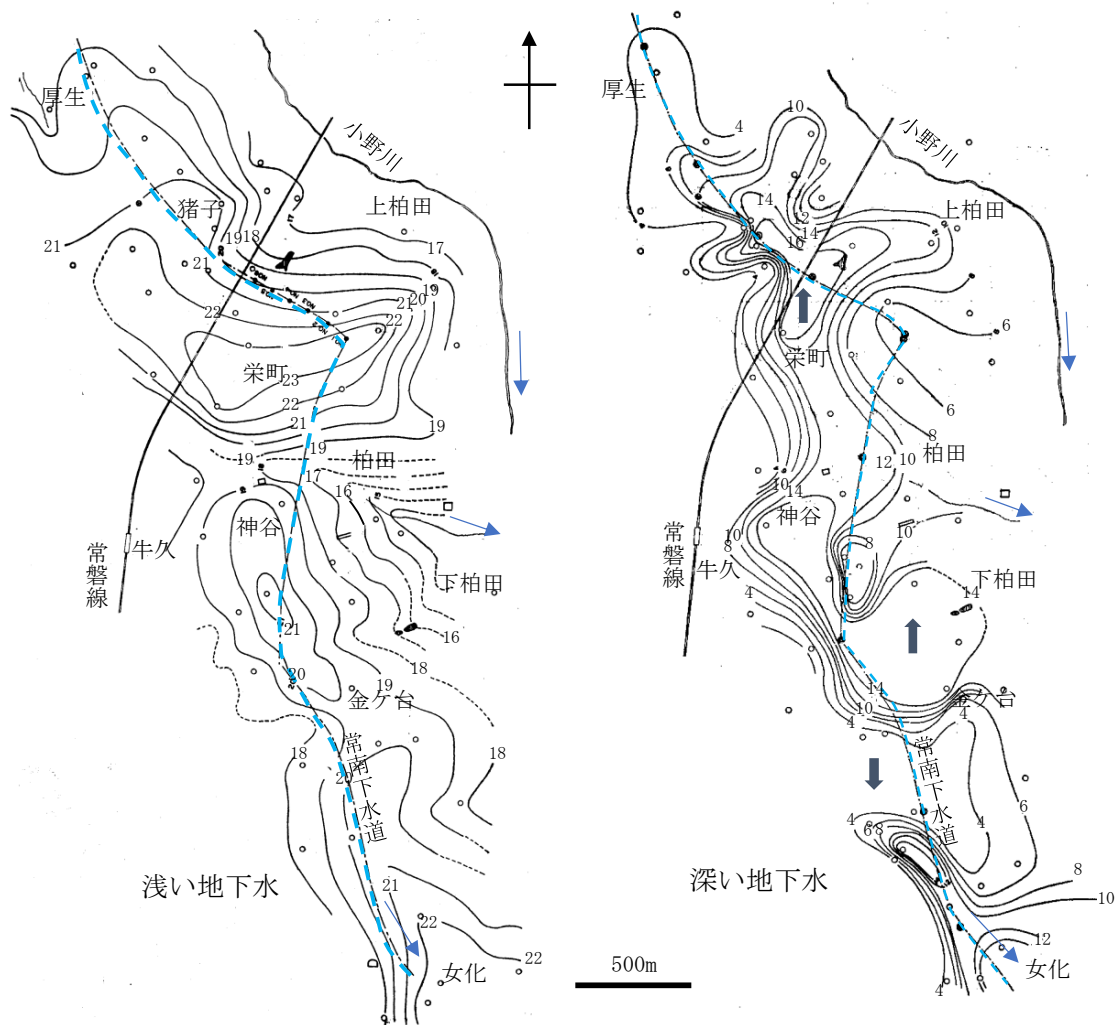 厚生
小野川
猪子
上柏田
21
19
18
17
21
20
19
21
22
22
栄町
23
22
21
19
19
柏田
19
17
16
神谷
常磐線
牛久
下柏田
21
16
18
20
19
金ケ台
18
常南下水道
20
18
浅い地下水
21
22
22
女化
500m
厚生
10
4
小野川
14
12
14
16
上柏田
6
栄町
6
8
柏田
12
10
10
14
神谷
10
8
8
10
常磐線
牛久
4
下柏田
14
14
10
4
金ケ台
4
常南下水道
6
4
4
6
8
深い地下水
8
10
12
女化
4